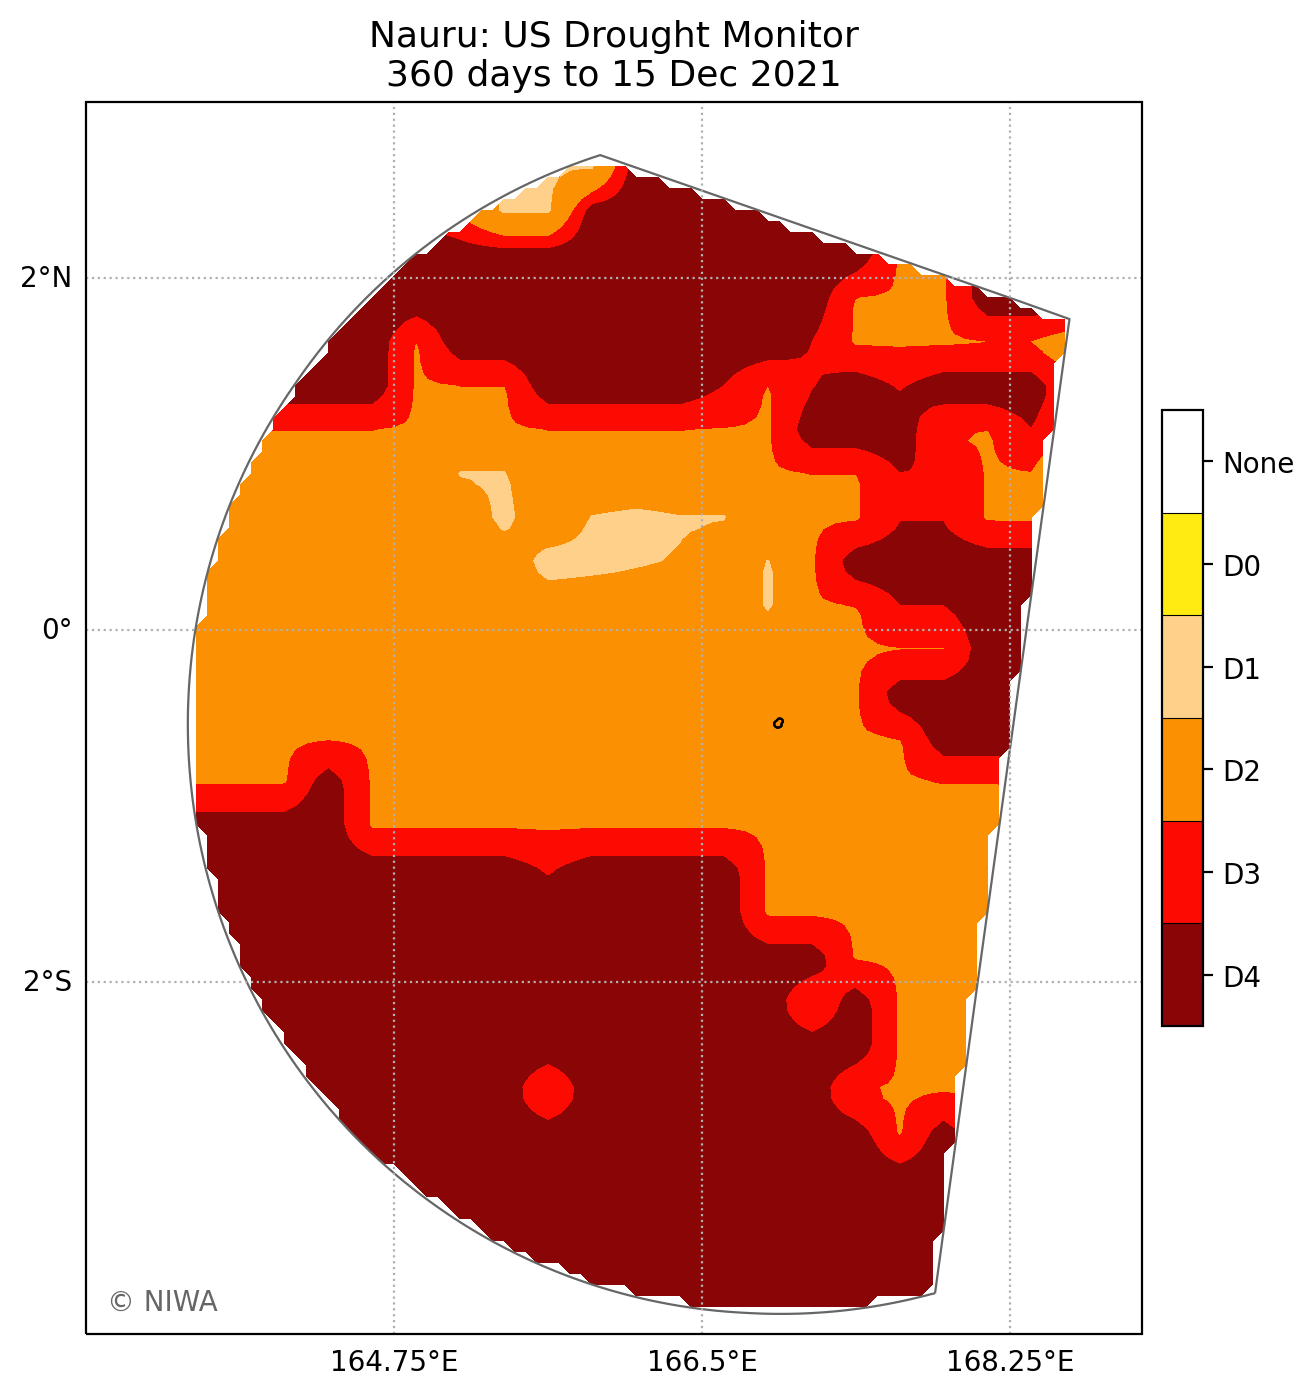 Nauru: US Drought Monitor
360 days to 15 Dec 2021
2°N
0°
2°S
164.75°E
166.5°E
168.25°E
None
D0
D1
D2
D3
D4
© NIWA